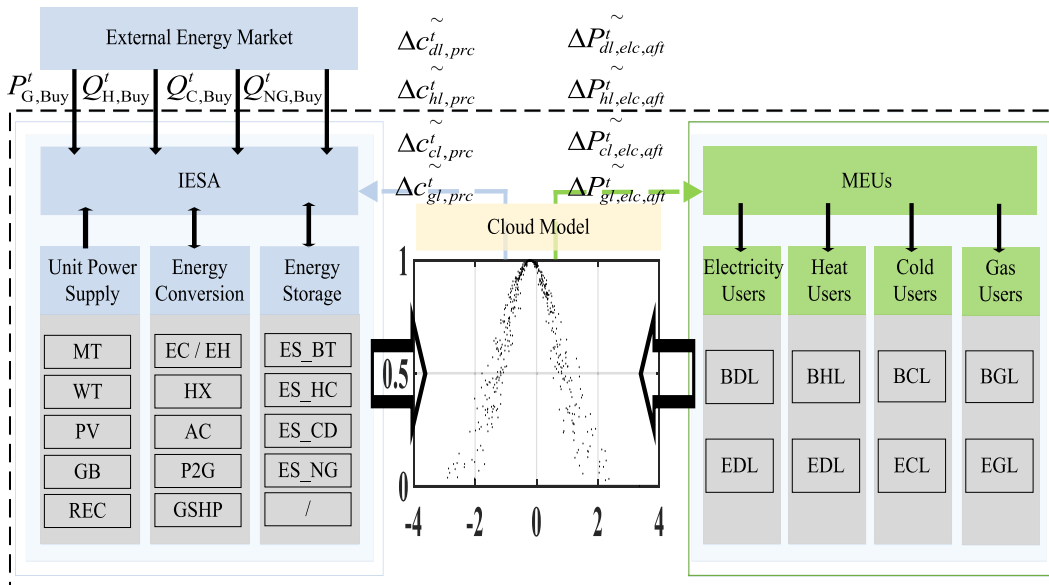 External Energy Market
P^t_G,Buy Q^t_H,Buy Q^t_C,Buy Q^t_NG,Buy
Δc̃^t_dl,prc
Δc̃^t_hl,prc
Δc̃^t_cl,prc
Δc̃^t_gl,prc
ΔP̃^t_dl,elc,aft
ΔP̃^t_hl,elc,aft
ΔP̃^t_cl,elc,aft
ΔP̃^t_gl,elc,aft
IESA
Unit Power
Supply
MT
WT
PV
GB
REC
Energy
Conversion
EC / EH
HX
AC
P2G
GSHP
Energy
Storage
ES_BT
ES_HC
ES_CD
ES_NG
/
Cloud Model
1
0.5
0
-4 -2 0 2 4
MEUs
Electricity
Users
BDL
EDL
Heat
Users
BHL
EDL
Cold
Users
BCL
ECL
Gas
Users
BGL
EGL